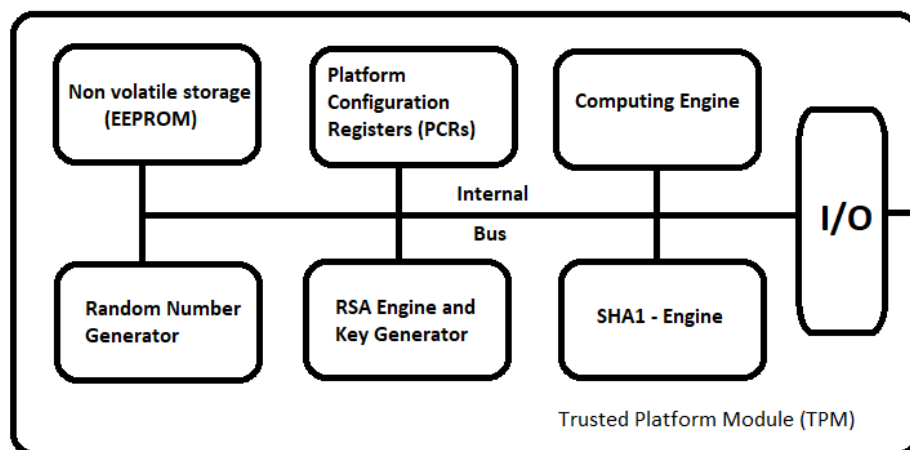 Non volatile storage
(EEPROM)
Platform
Configuration
Registers (PCRs)
Computing Engine
I/O
Internal
Bus
Random Number
Generator
RSA Engine and
Key Generator
SHA1 - Engine
Trusted Platform Module (TPM)